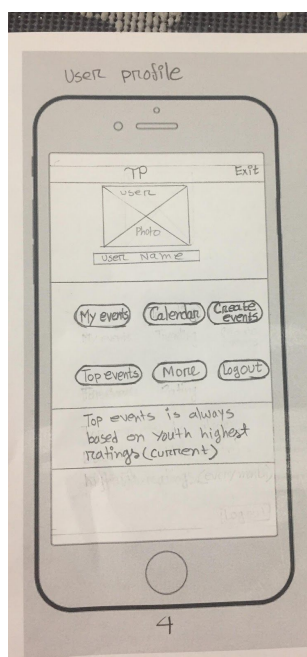 User profile
TP Exit
User
Photo
User Name
My events Calendar Create events
Top events More Logout
Top events is always
based on youth highest
ratings (current)
4